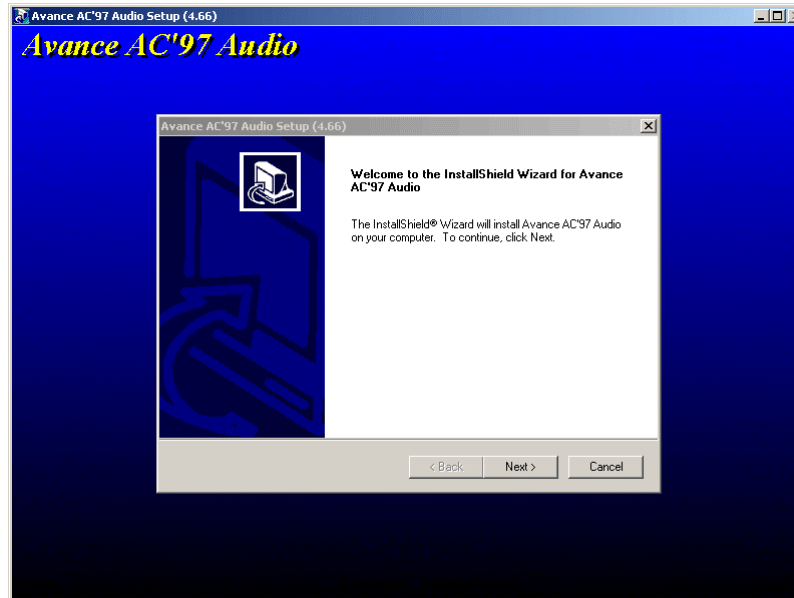 Avance AC'97 Audio Setup (4.66)
Avance AC'97 Audio
Avance AC'97 Audio Setup (4.66)
Welcome to the InstallShield Wizard for Avance
AC'97 Audio
The InstallShield® Wizard will install Avance AC'97 Audio
on your computer. To continue, click Next.
< Back
Next >
Cancel